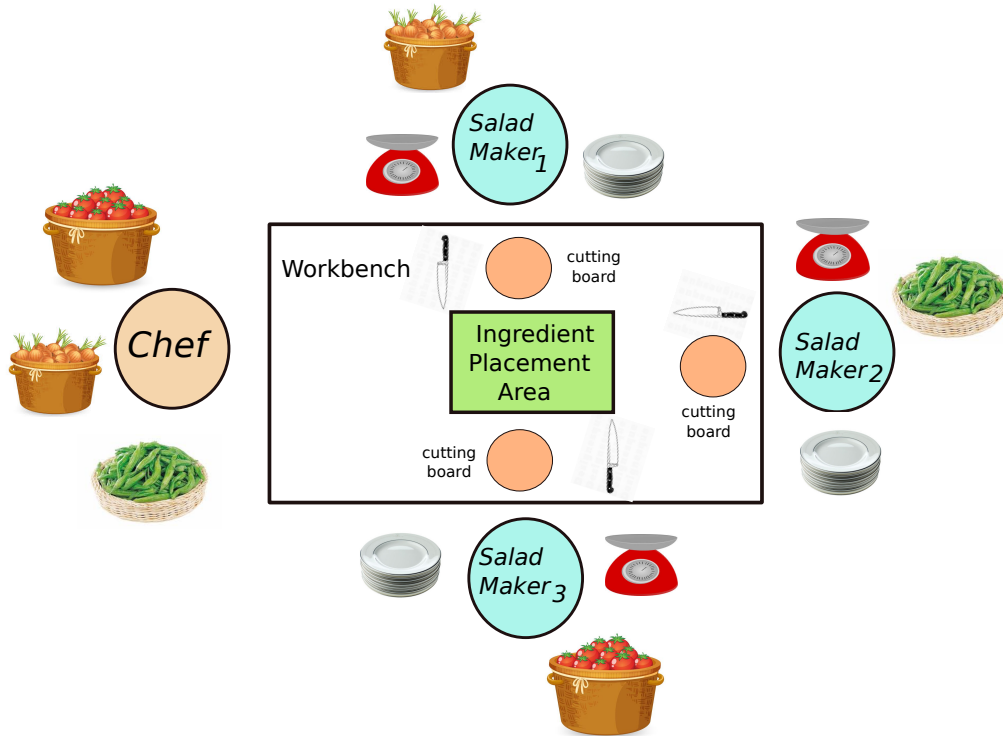 Salad
Maker1
Workbench
cutting
board
Chef
Ingredient
Placement
Area
Salad
Maker2
cutting
board
cutting
board
Salad
Maker3